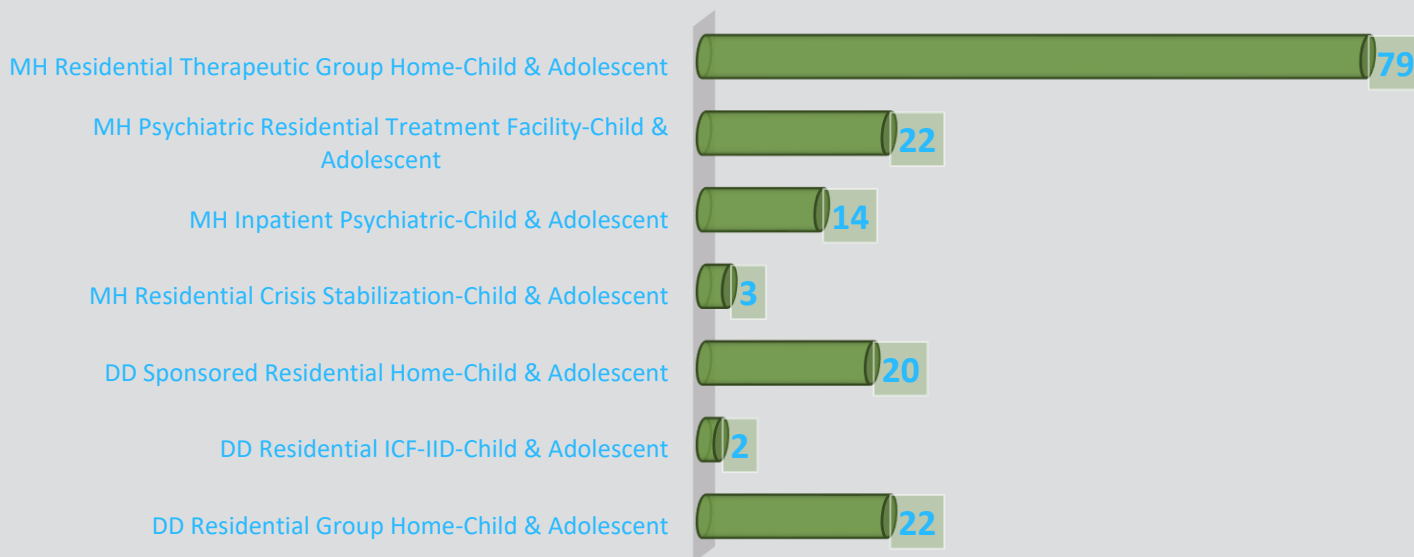 MH Residential Therapeutic Group Home-Child & Adolescent
79
MH Psychiatric Residential Treatment Facility-Child &
Adolescent
22
MH Inpatient Psychiatric-Child & Adolescent
14
MH Residential Crisis Stabilization-Child & Adolescent
3
DD Sponsored Residential Home-Child & Adolescent
20
DD Residential ICF-IID-Child & Adolescent
2
DD Residential Group Home-Child & Adolescent
22